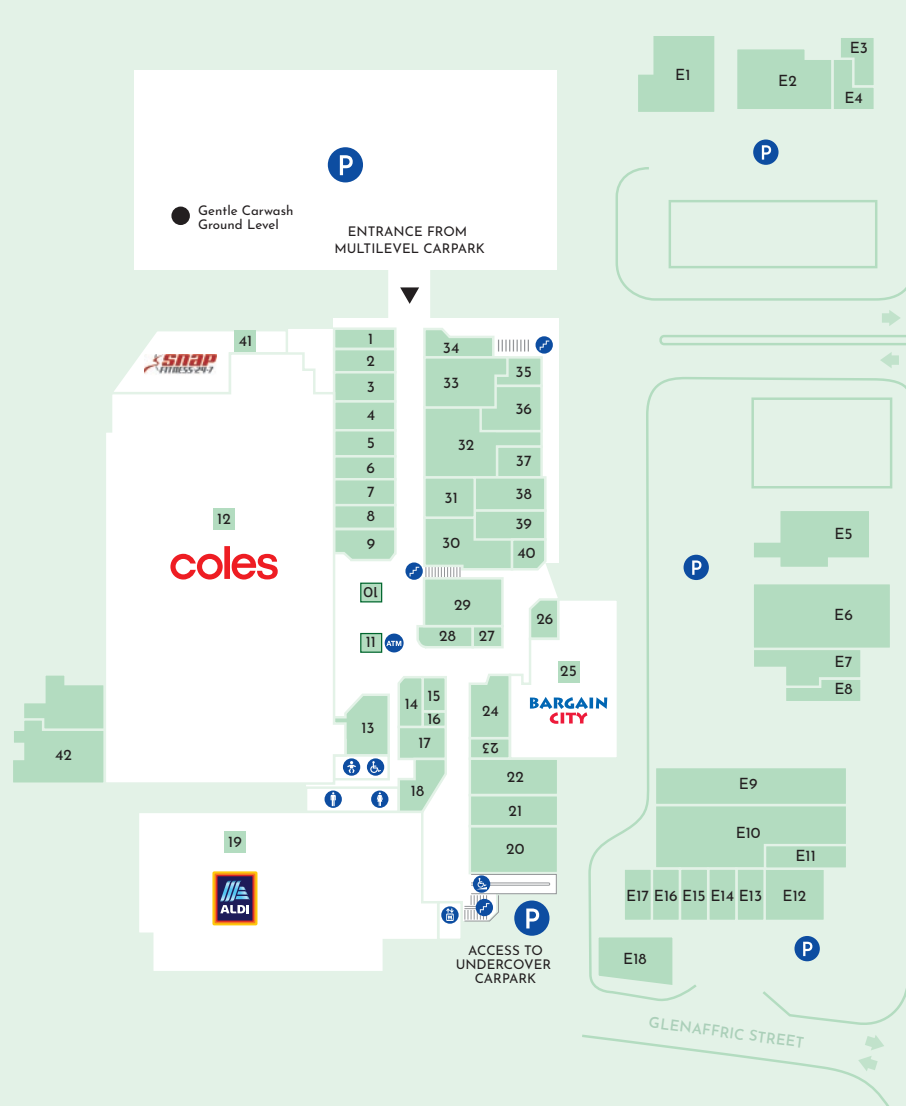 E1
E2
E3
E4
P
P
Gentle Carwash
Ground Level
ENTRANCE FROM
MULTILEVEL CARPARK
41
SNAP
FITNESS 24-7
1
2
3
4
5
6
7
8
9
34
33
35
36
32
37
31
38
39
30
40
12
coles
10
11
ATM
29
28
27
26
25
BARGAIN
CITY
P
E5
E6
E7
E8
42
13
14
15
16
17
18
24
23
22
21
20
19
ALDI
P
ACCESS TO
UNDERCOVER
CARPARK
E9
E10
E11
E17
E16
E15
E14
E13
E12
E18
P
GLENAFFRIC STREET